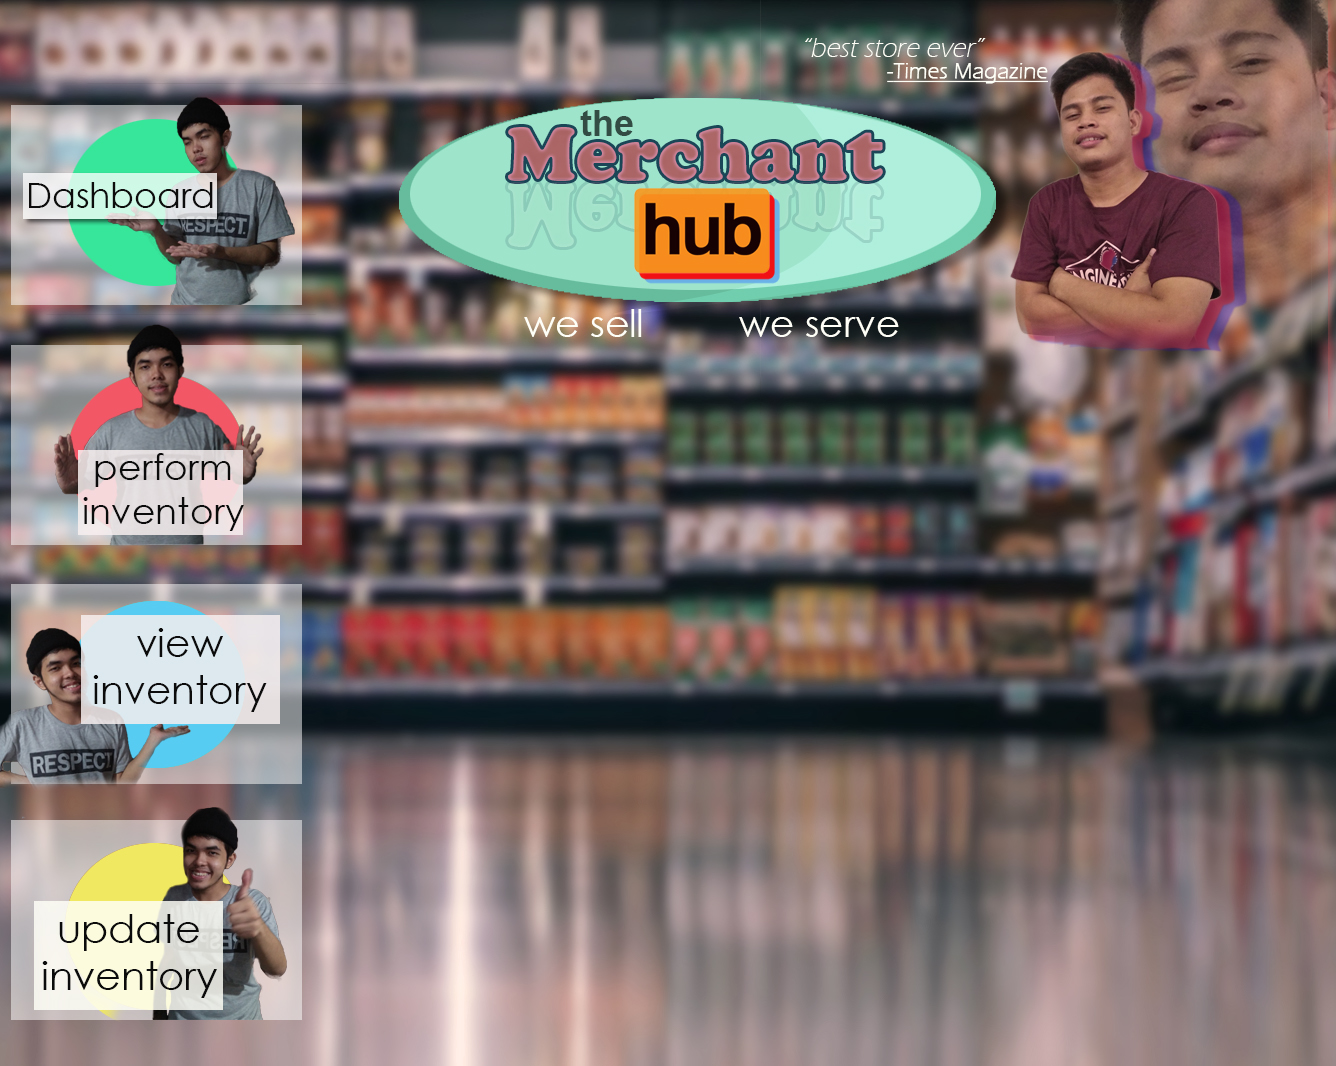 “best store ever”
-Times Magazine
the
Merchant
hub
we sell we serve
ENGINE
Dashboard
RESPECT.
perform
inventory
view
inventory
RESPECT.
update
inventory